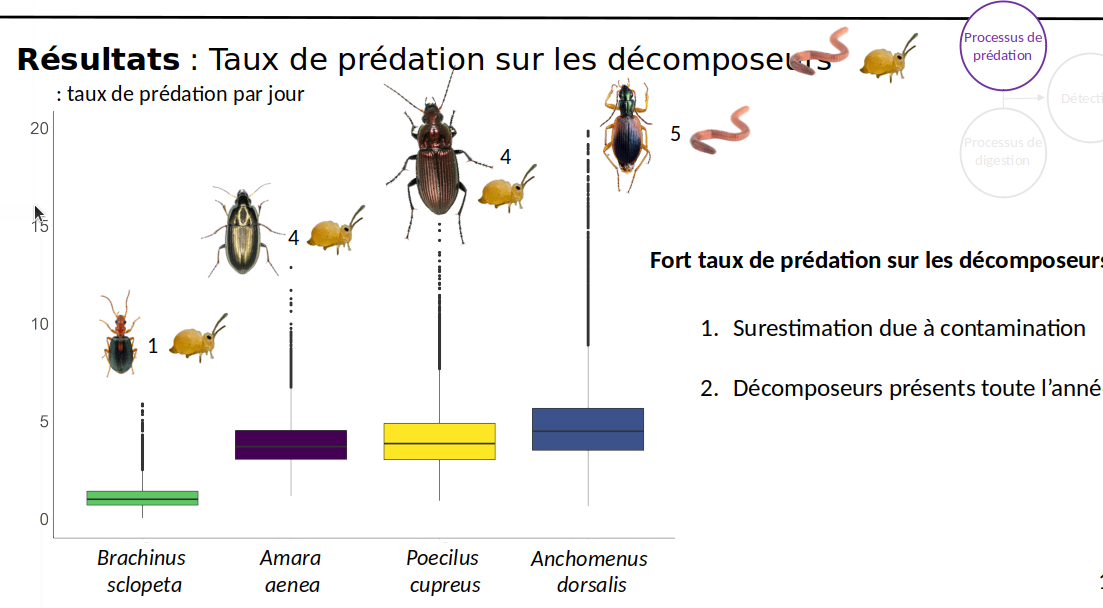 Résultats : Taux de prédation sur les décomposeurs
: taux de prédation par jour
Processus de
prédation
Détecti
Processus de
digestion
20
15
10
5
0
1
4
4
5
Fort taux de prédation sur les décomposeurs
1. Surestimation due à contamination
2. Décomposeurs présents toute l’anné
Brachinus
sclopeta
Amara
aenea
Poecilus
cupreus
Anchomenus
dorsalis